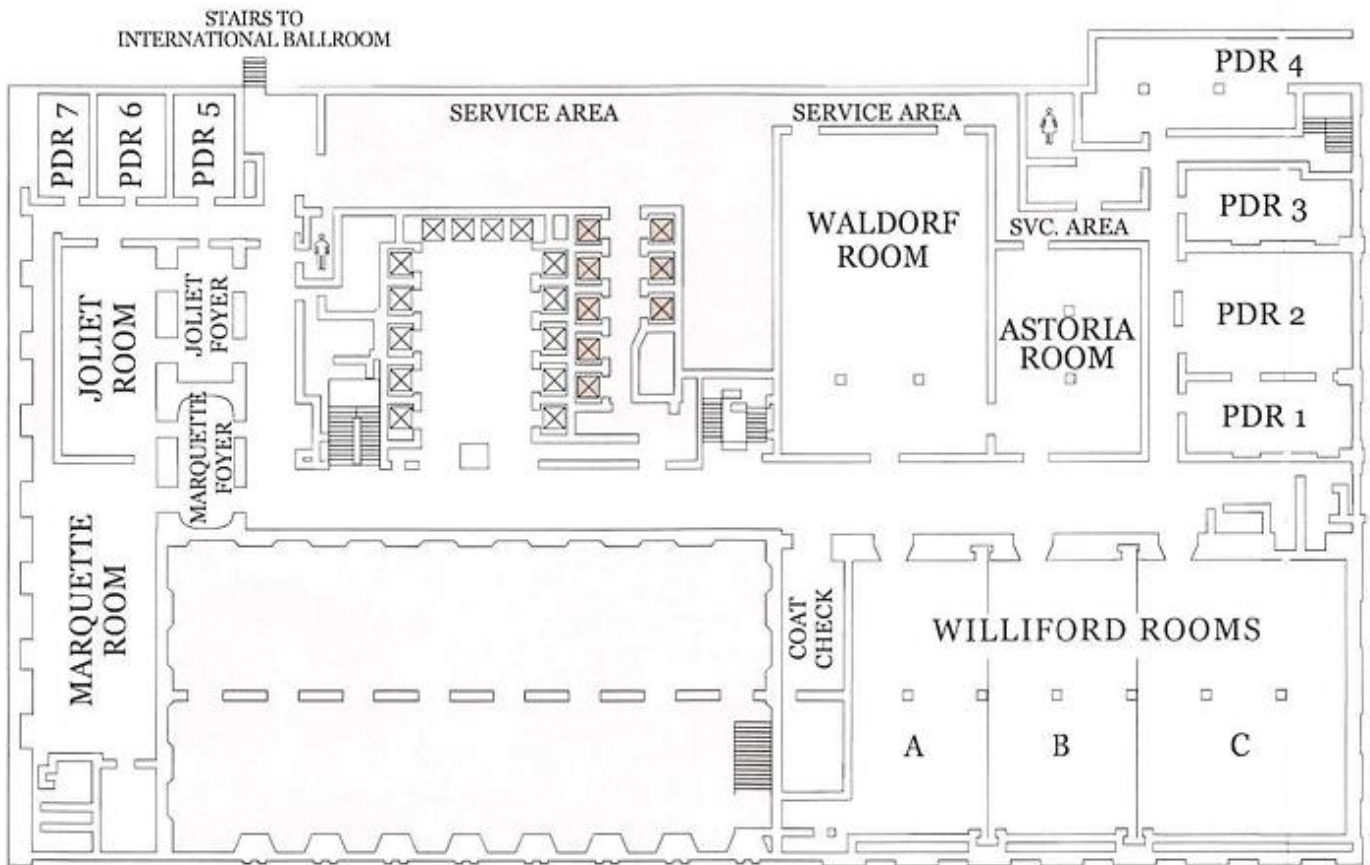 STAIRS TO
INTERNATIONAL BALLROOM
PDR 7
PDR 6
PDR 5
SERVICE AREA
SERVICE AREA
PDR 4
PDR 3
WALDORF
ROOM
SVC. AREA
JOLIET
ROOM
JOLIET
FOYER
ASTORIA
ROOM
PDR 2
PDR 1
MARQUETTE
FOYER
MARQUETTE
ROOM
COAT
CHECK
WILLIFORD ROOMS
A
B
C